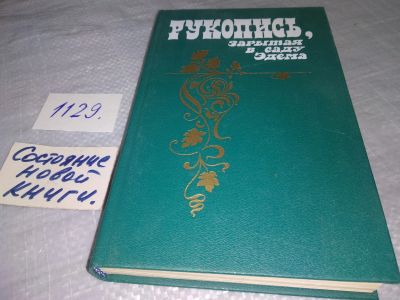 РУКОПИСЬ,
зарытая
в саду
Эдема
1129.
Состояние
новой
книги.